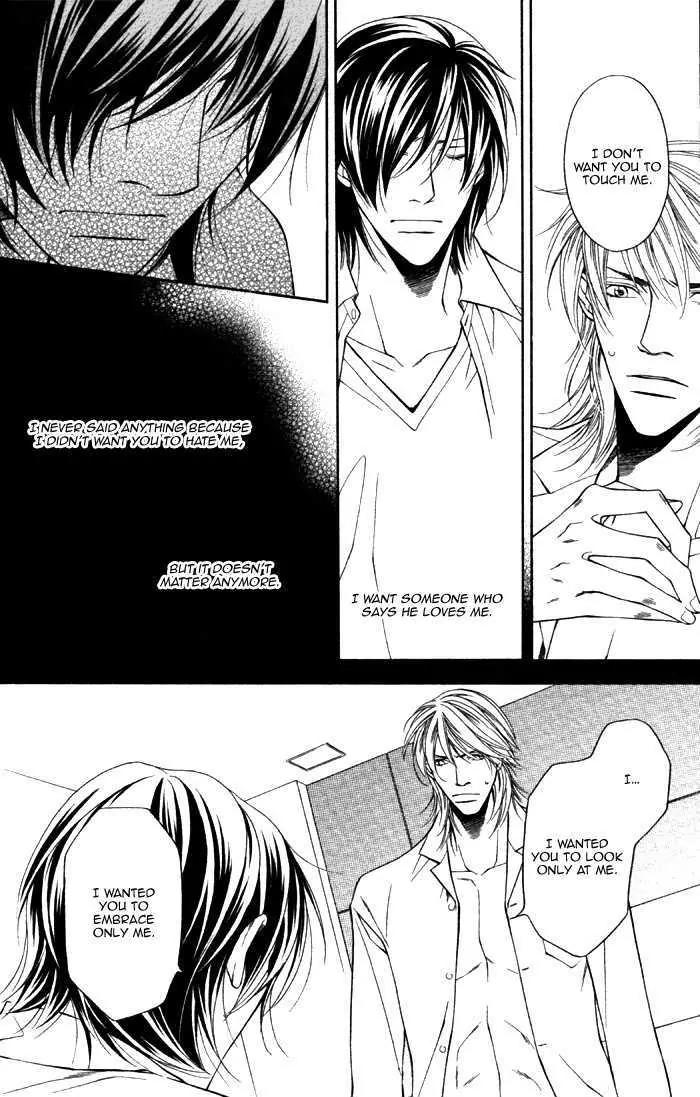 I DON'T
WANT YOU TO
TOUCH ME.
I WANT SOMEONE WHO
SAYS HE LOVES ME.
I NEVER SAID ANYTHING BECAUSE
I DIDN'T WANT YOU TO HATE ME,
BUT IT DOESN'T
MATTER ANYMORE.
I...
I WANTED
YOU TO LOOK
ONLY AT ME.
I WANTED
YOU TO
EMBRACE
ONLY ME.